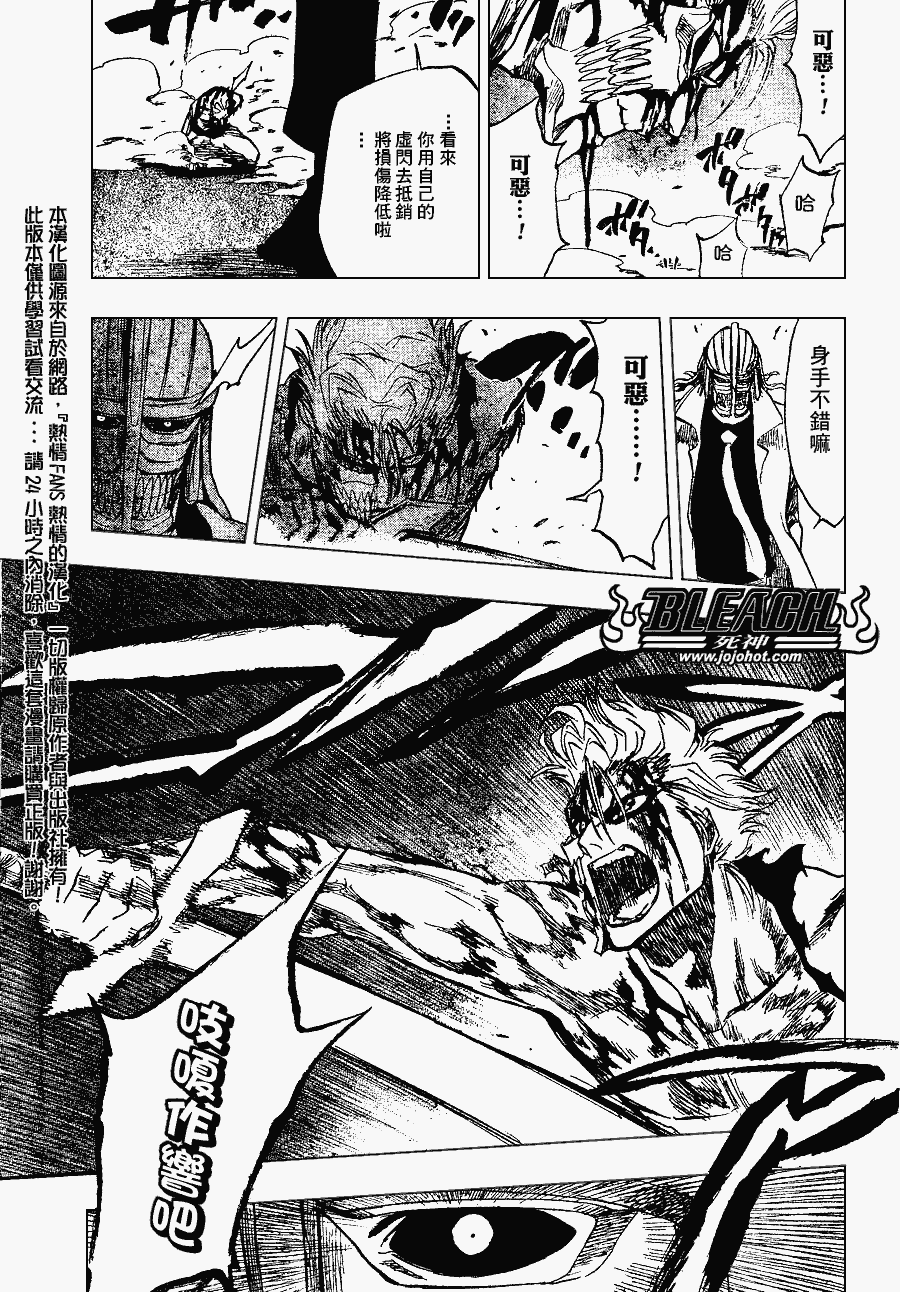 可惡…！
哈
哈
ボタ
ボタ
可惡…！
…看來
你用自己的
虛閃去抵銷
將損傷降低啦
…
身手不錯嘛
可惡……！
BLEACH
死神
www.jojohot.com
吱嗄作響吧
本漢化圖源來自於網路，『熱情FANS熱情的漢化』一切版權歸原作者與出版社擁有！
此版本僅供學習試看交流...請24小時之內消除，喜歡這套漫畫請購買正版！謝謝。